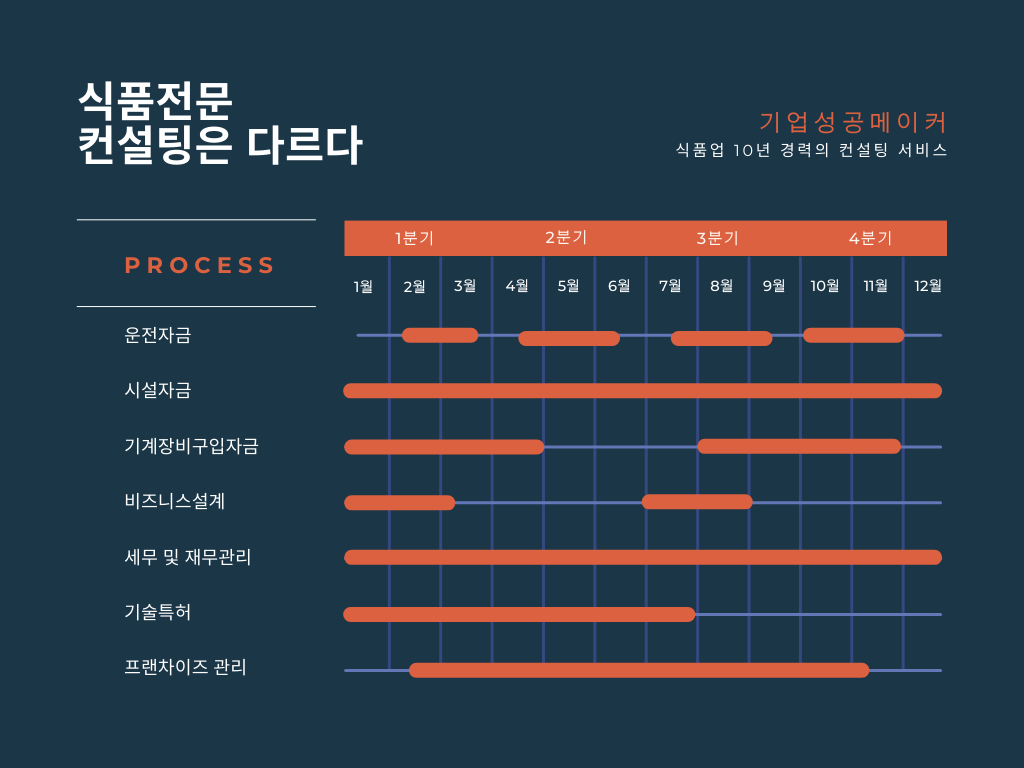 식품전문
컨설팅은 다르다
기업성공메이커
식품업 10년 경력의 컨설팅 서비스
PROCESS
1분기 2분기 3분기 4분기
1월 2월 3월 4월 5월 6월 7월 8월 9월 10월 11월 12월
운전자금
시설자금
기계장비구입자금
비즈니스설계
세무 및 재무관리
기술특허
프랜차이즈 관리